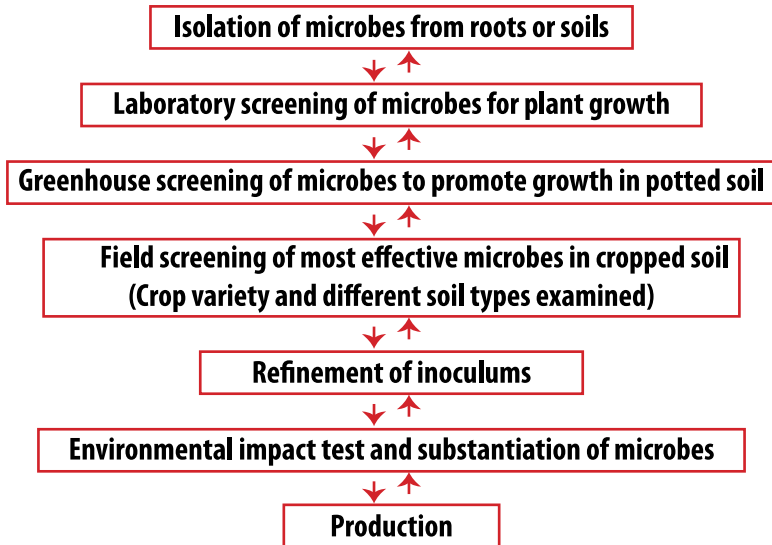 Isolation of microbes from roots or soils
Laboratory screening of microbes for plant growth
Greenhouse screening of microbes to promote growth in potted soil
Field screening of most effective microbes in cropped soil
(Crop variety and different soil types examined)
Refinement of inoculums
Environmental impact test and substantiation of microbes
Production